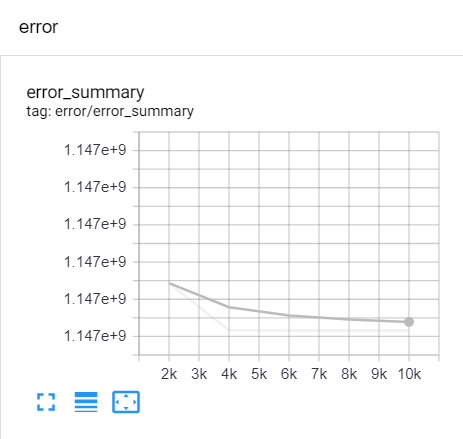 error
error_summary
tag: error/error_summary
1.147e+9
1.147e+9
1.147e+9
1.147e+9
1.147e+9
1.147e+9
2k 3k 4k 5k 6k 7k 8k 9k 10k